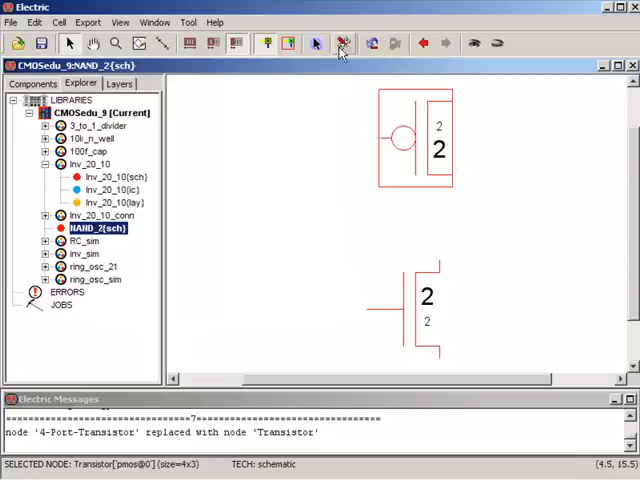 Electric
File Edit Cell Export View Window Tool Help
CMOSedu_9:NAND_2{sch}
Components Explorer Layers
LIBRARIES
CMOSedu_9 [Current]
3_to_1_divider
10k_n_well
100f_cap
Inv_20_10
Inv_20_10{sch}
Inv_20_10{ic}
Inv_20_10{lay}
Inv_20_10_conn
NAND_2{sch}
RC_sim
inv_sim
ring_osc_21
ring_osc_sim
ERRORS
JOBS
2
2
2
2
Electric Messages
=================================7=================================
node '4-Port-Transistor' replaced with node 'Transistor'
SELECTED NODE: Transistor['pmos@0'] (size=4x3) TECH: schematic (4.5, 15.5)